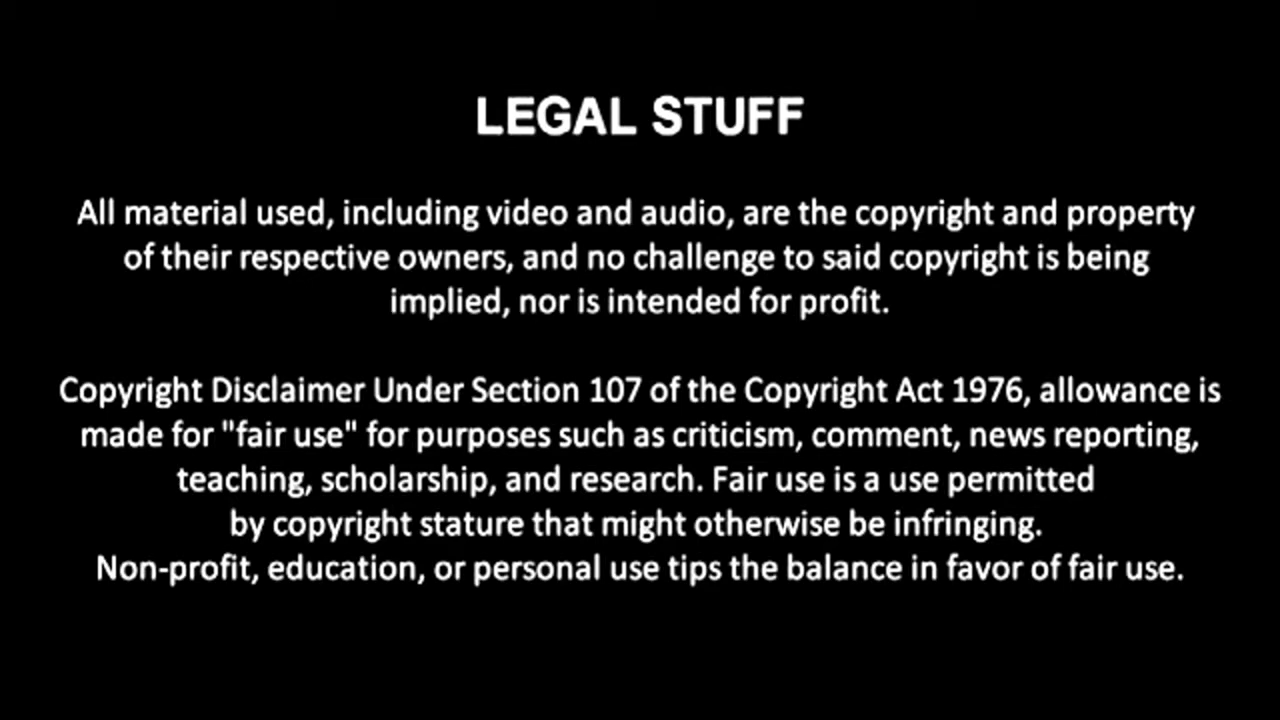 LEGAL STUFF
All material used, including video and audio, are the copyright and property
of their respective owners, and no challenge to said copyright is being
implied, nor is intended for profit.
Copyright Disclaimer Under Section 107 of the Copyright Act 1976, allowance is
made for "fair use" for purposes such as criticism, comment, news reporting,
teaching, scholarship, and research. Fair use is a use permitted
by copyright stature that might otherwise be infringing.
Non-profit, education, or personal use tips the balance in favor of fair use.